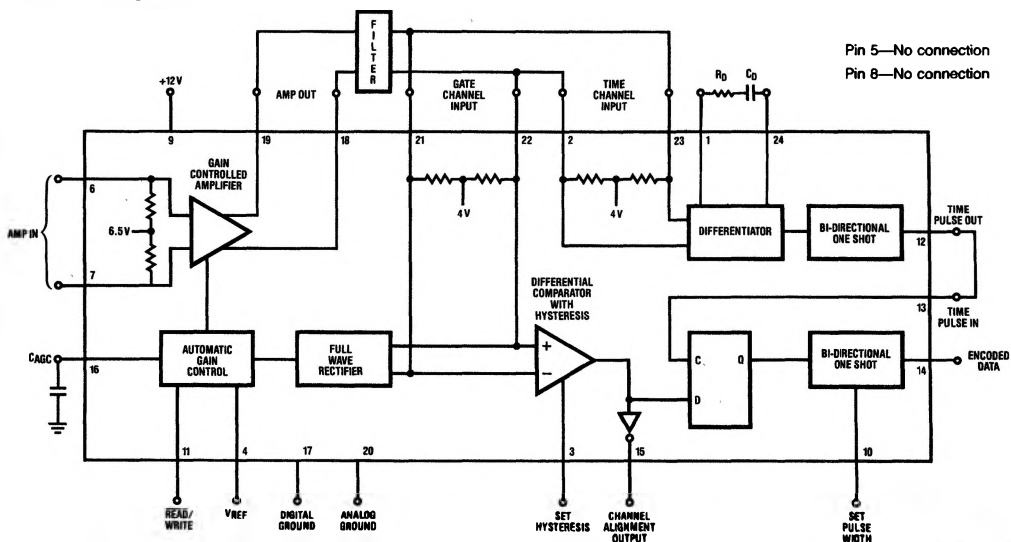 FILTER
Pin 5—No connection
Pin 8—No connection
+12V
AMP OUT
GATE
CHANNEL
INPUT
TIME
CHANNEL
INPUT
RD
CD
9
19
18
21
22
2
23
1
24
GAIN
CONTROLLED
AMPLIFIER
6
AMP IN
6.5V
7
4V
4V
DIFFERENTIATOR
BI-DIRECTIONAL
ONE SHOT
TIME
PULSE OUT
12
13
TIME
PULSE IN
DIFFERENTIAL
COMPARATOR
WITH
HYSTERESIS
CAGC
16
AUTOMATIC
GAIN
CONTROL
FULL
WAVE
RECTIFIER
+
−
C
Q
D
BI-DIRECTIONAL
ONE SHOT
14
ENCODED
DATA
11
4
17
20
3
15
10
READ/
WRITE
VREF
DIGITAL
GROUND
ANALOG
GROUND
SET
HYSTERESIS
CHANNEL
ALIGNMENT
OUTPUT
SET
PULSE
WIDTH